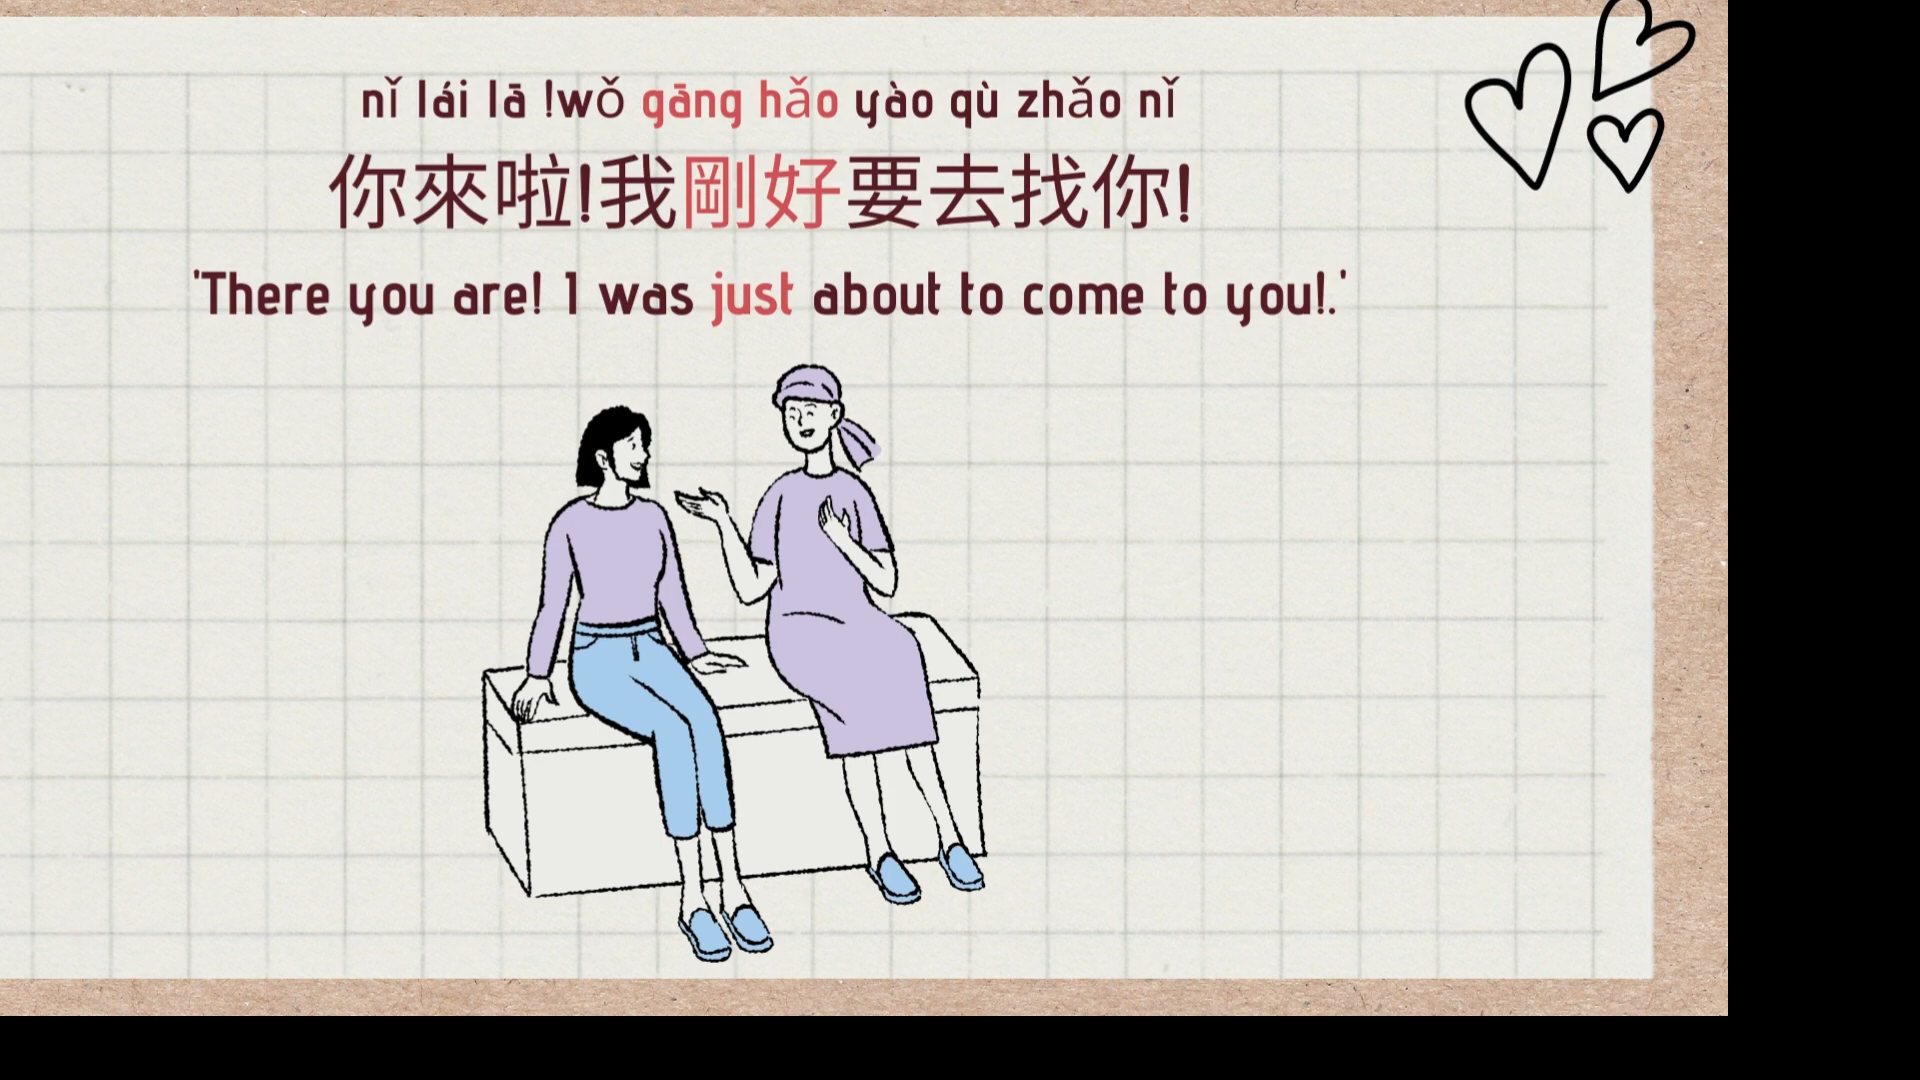 nǐ lái lā !wǒ gāng hǎo yào qù zhǎo nǐ
你來啦!我剛好要去找你!
'There you are! I was just about to come to you!.'